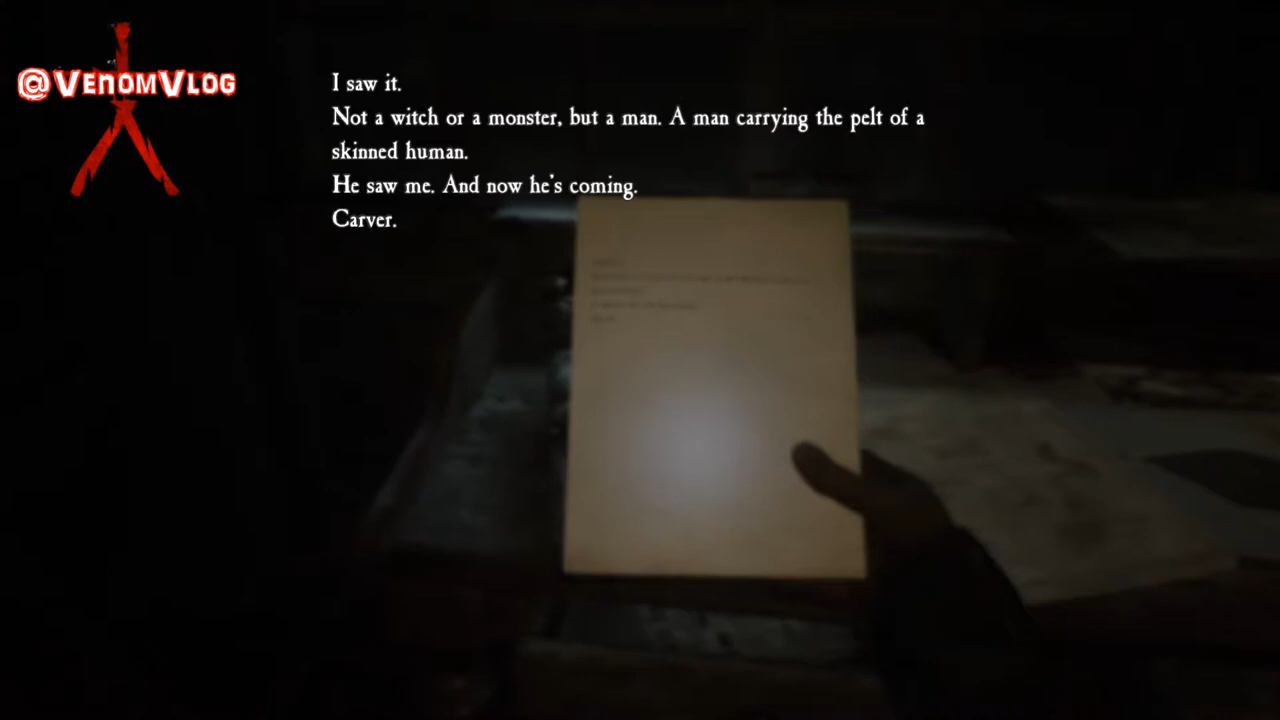 @VenomVlog
I saw it.
Not a witch or a monster, but a man. A man carrying the pelt of a
skinned human.
He saw me. And now he's coming.
Carver.